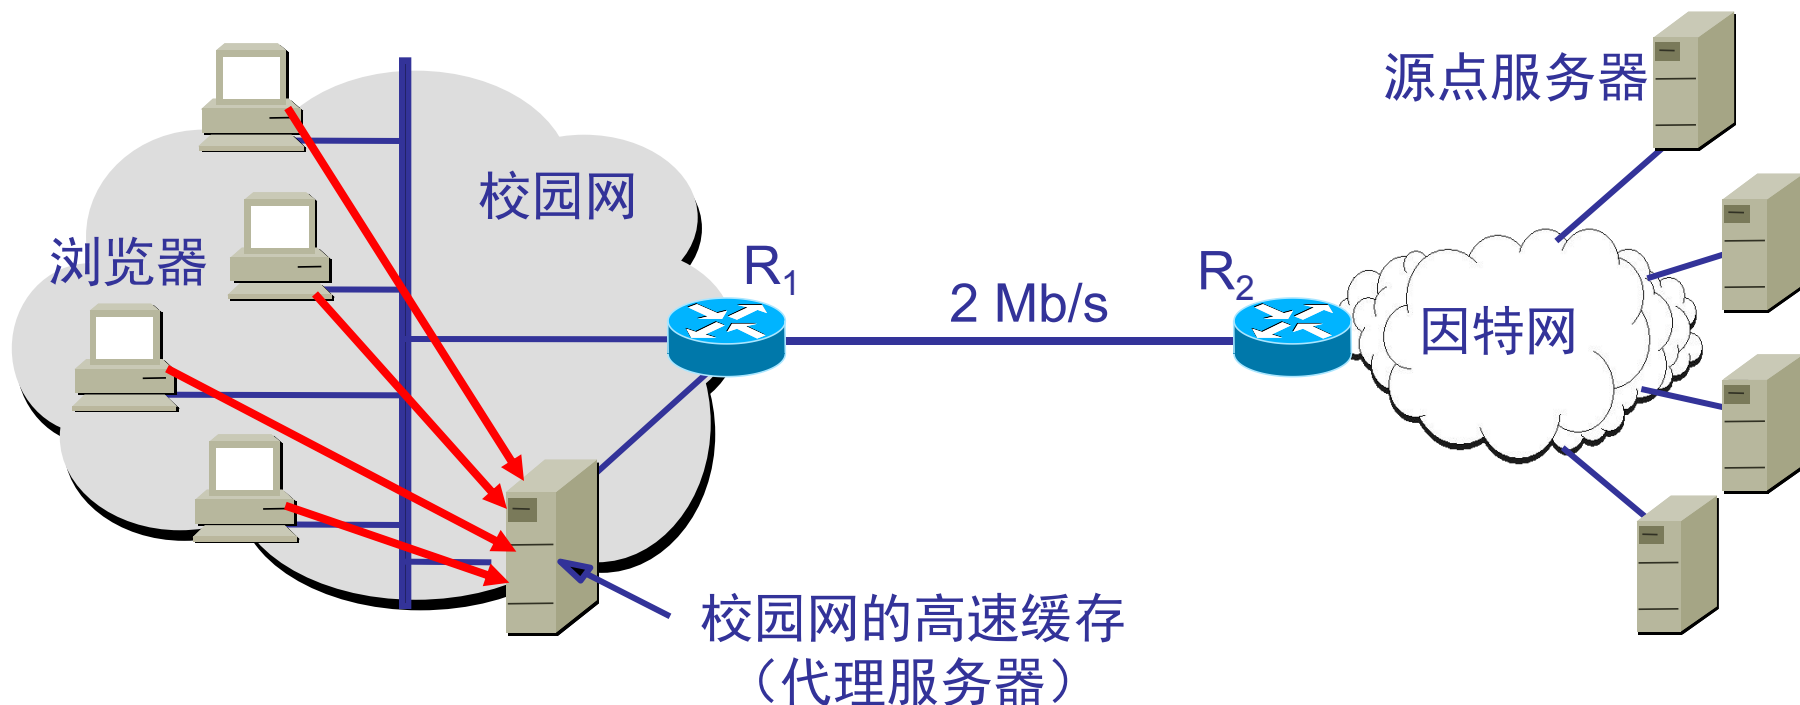 源点服务器
校园网
浏览器
R1
2 Mb/s
R2
因特网
校园网的高速缓存
（代理服务器）